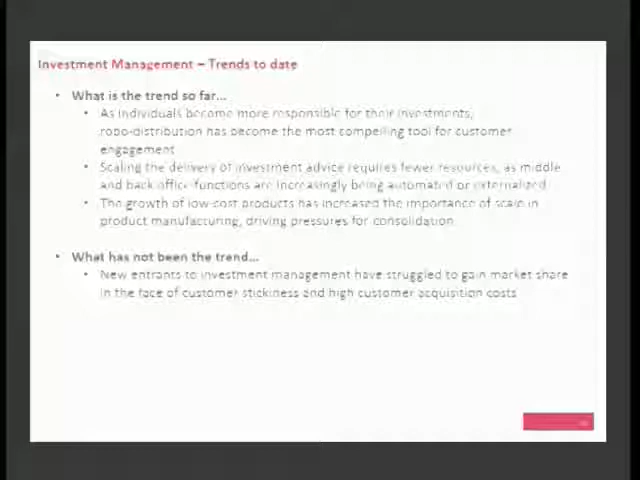 Investment Management – Trends to date
• What is the trend so far...
• As individuals become more responsible for their investments,
robo-distribution has become the most compelling tool for customer
engagement
• Scaling the delivery of investment advice requires fewer resources, as middle
and back office functions are increasingly being automated or externalized
• The growth of low-cost products has increased the importance of scale in
product manufacturing, driving pressures for consolidation
• What has not been the trend...
• New entrants to investment management have struggled to gain market share
in the face of customer stickiness and high customer acquisition costs